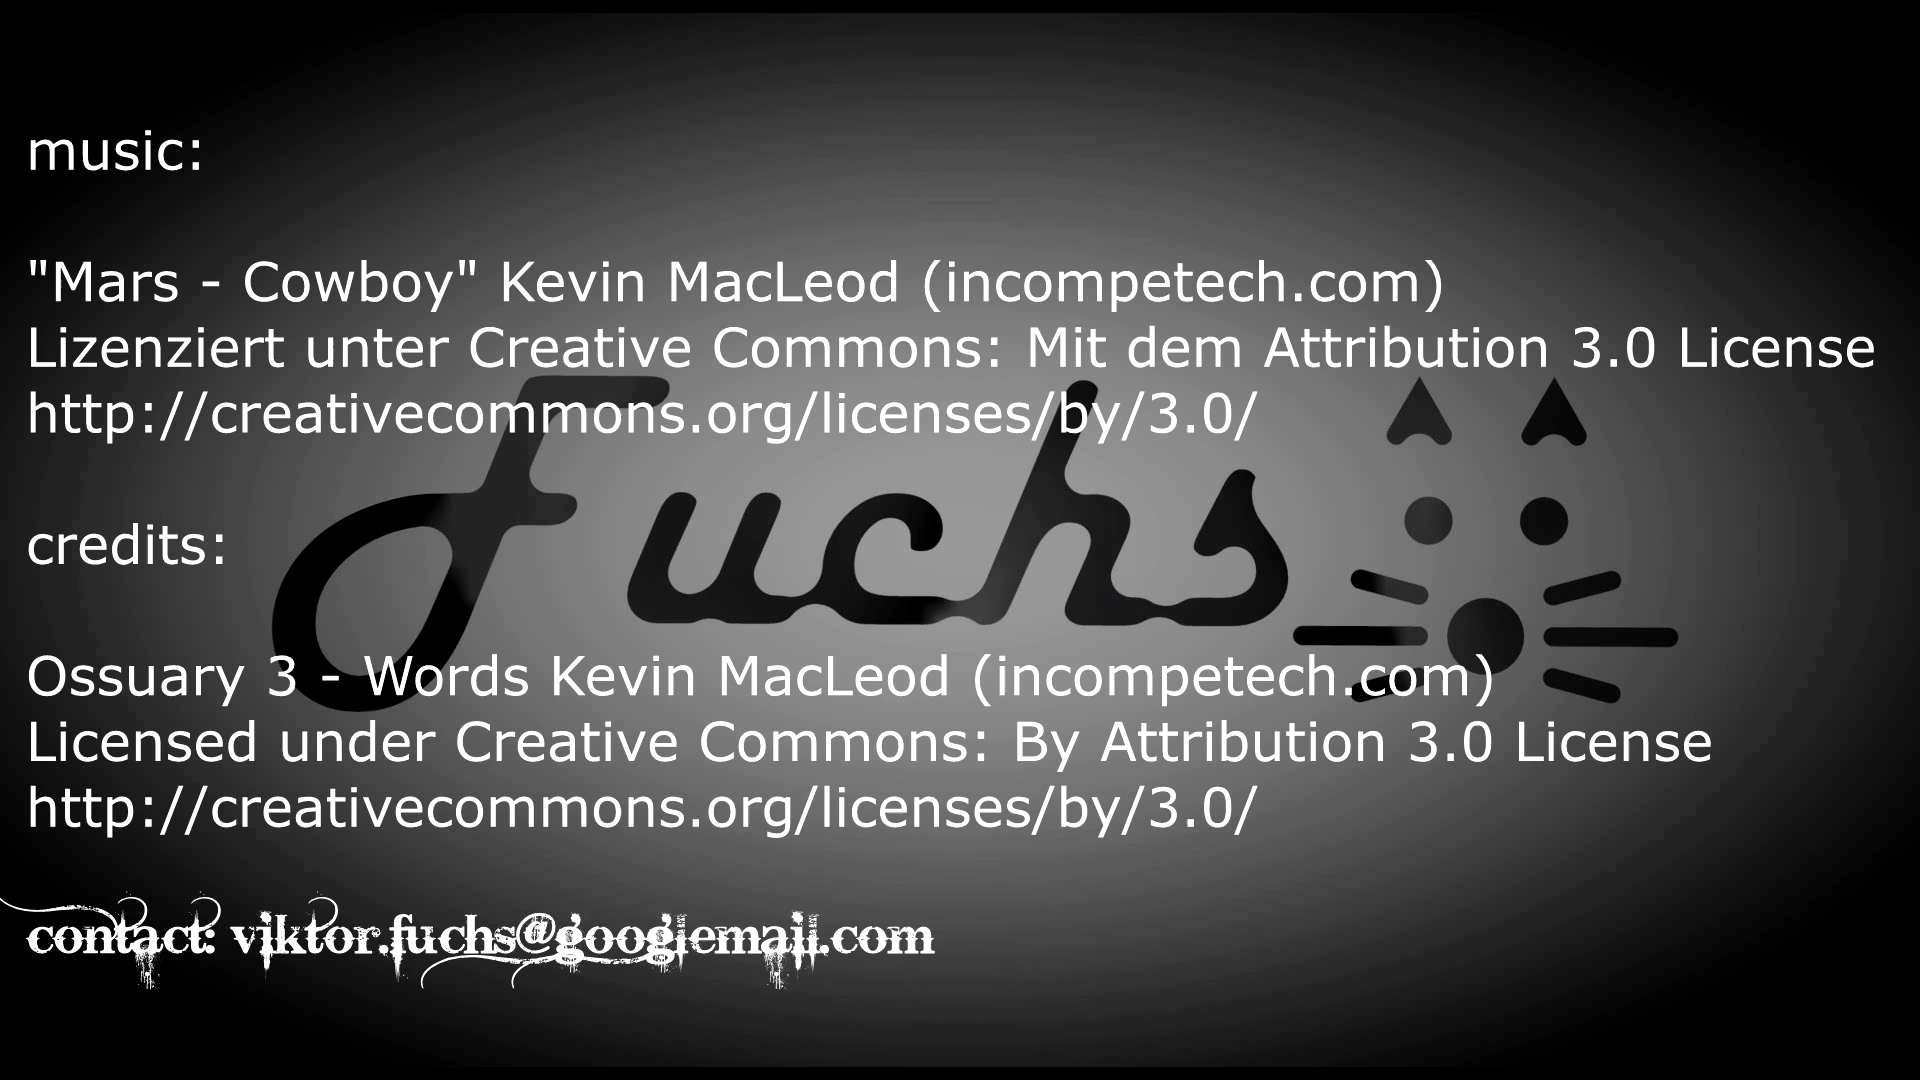 music:
"Mars - Cowboy" Kevin MacLeod (incompetech.com)
Lizenziert unter Creative Commons: Mit dem Attribution 3.0 License
http://creativecommons.org/licenses/by/3.0/
Fuchs
credits:
Ossuary 3 - Words Kevin MacLeod (incompetech.com)
Licensed under Creative Commons: By Attribution 3.0 License
http://creativecommons.org/licenses/by/3.0/
contact: viktor.fuchs@googlemail.com